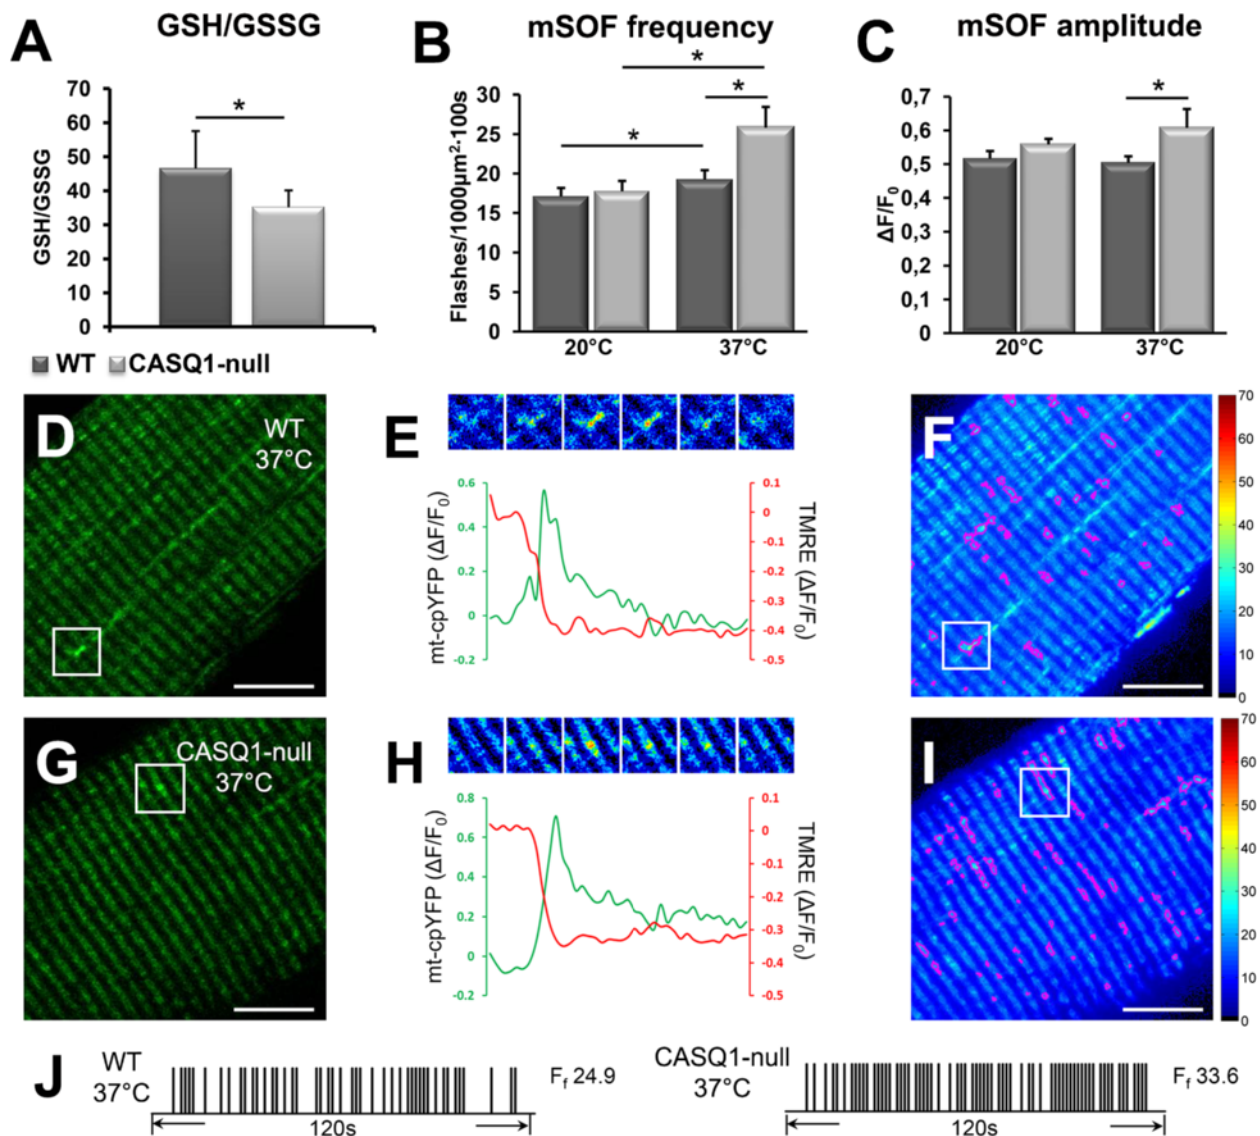 A
GSH/GSSG
GSH/GSSG
70
60
50
40
30
20
10
0
*
WT
CASQ1-null
B
mSOF frequency
Flashes/1000µm²·100s
30
25
20
15
10
5
0
*
*
*
20°C
37°C
C
mSOF amplitude
ΔF/F₀
0,7
0,6
0,5
0,4
0,3
0,2
0,1
0
*
20°C
37°C
D
WT
37°C
E
mt-cpYFP (ΔF/F₀)
0.6
0.4
0.2
0
-0.2
TMRE (ΔF/F₀)
0.1
0
-0.1
-0.2
-0.3
-0.4
-0.5
F
70
60
50
40
30
20
10
0
G
CASQ1-null
37°C
H
mt-cpYFP (ΔF/F₀)
0.8
0.6
0.4
0.2
0
-0.2
TMRE (ΔF/F₀)
0.1
0
-0.1
-0.2
-0.3
-0.4
-0.5
I
70
60
50
40
30
20
10
0
J
WT
37°C
120s
F_f 24.9
CASQ1-null
37°C
120s
F_f 33.6